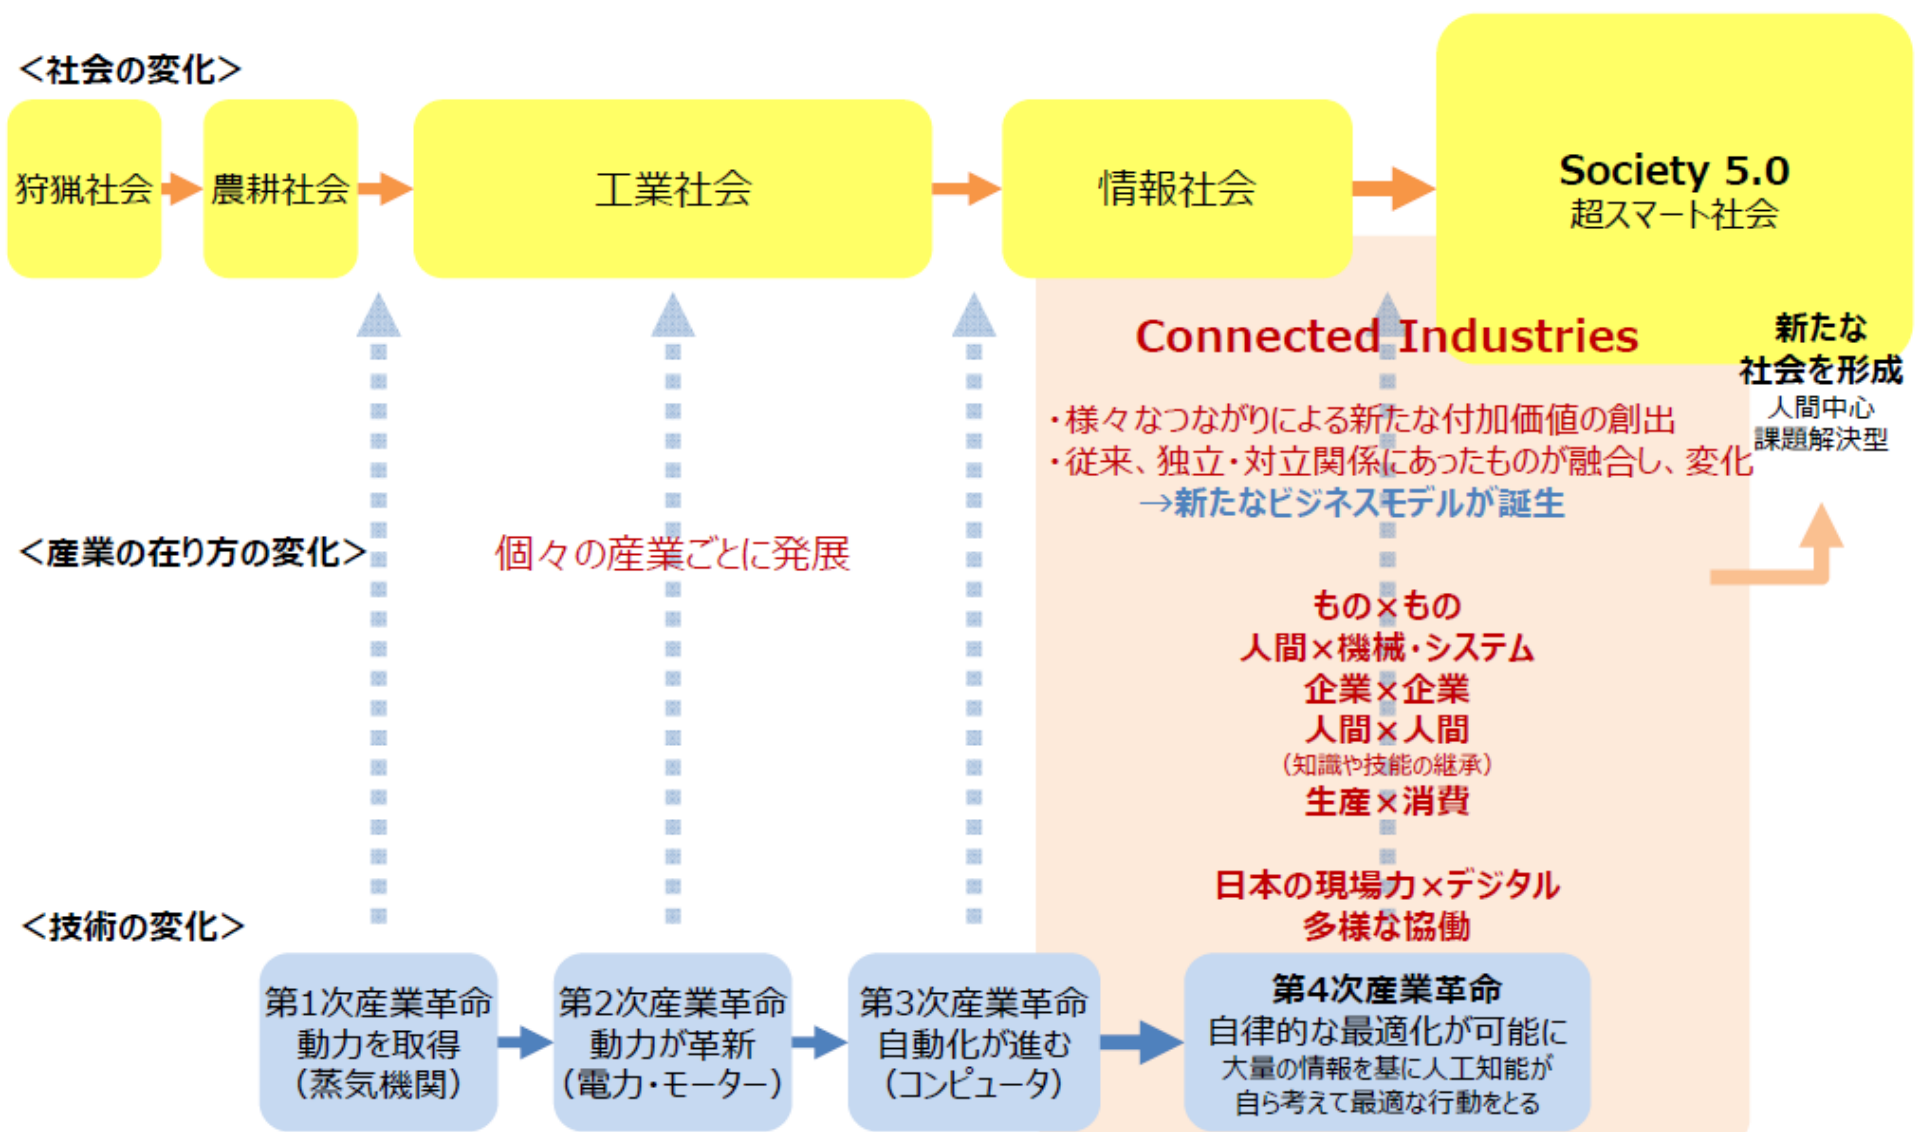 ＜社会の変化＞
狩猟社会
農耕社会
工業社会
情報社会
Society 5.0
超スマート社会
Connected Industries
新たな
社会を形成
人間中心
課題解決型
・様々なつながりによる新たな付加価値の創出
・従来、独立・対立関係にあったものが融合し、変化
→新たなビジネスモデルが誕生
＜産業の在り方の変化＞
個々の産業ごとに発展
もの×もの
人間×機械・システム
企業×企業
人間×人間
（知識や技能の継承）
生産×消費
日本の現場力×デジタル
多様な協働
＜技術の変化＞
第1次産業革命
動力を取得
（蒸気機関）
第2次産業革命
動力が革新
（電力・モーター）
第3次産業革命
自動化が進む
（コンピュータ）
第4次産業革命
自律的な最適化が可能に
大量の情報を基に人工知能が
自ら考えて最適な行動をとる